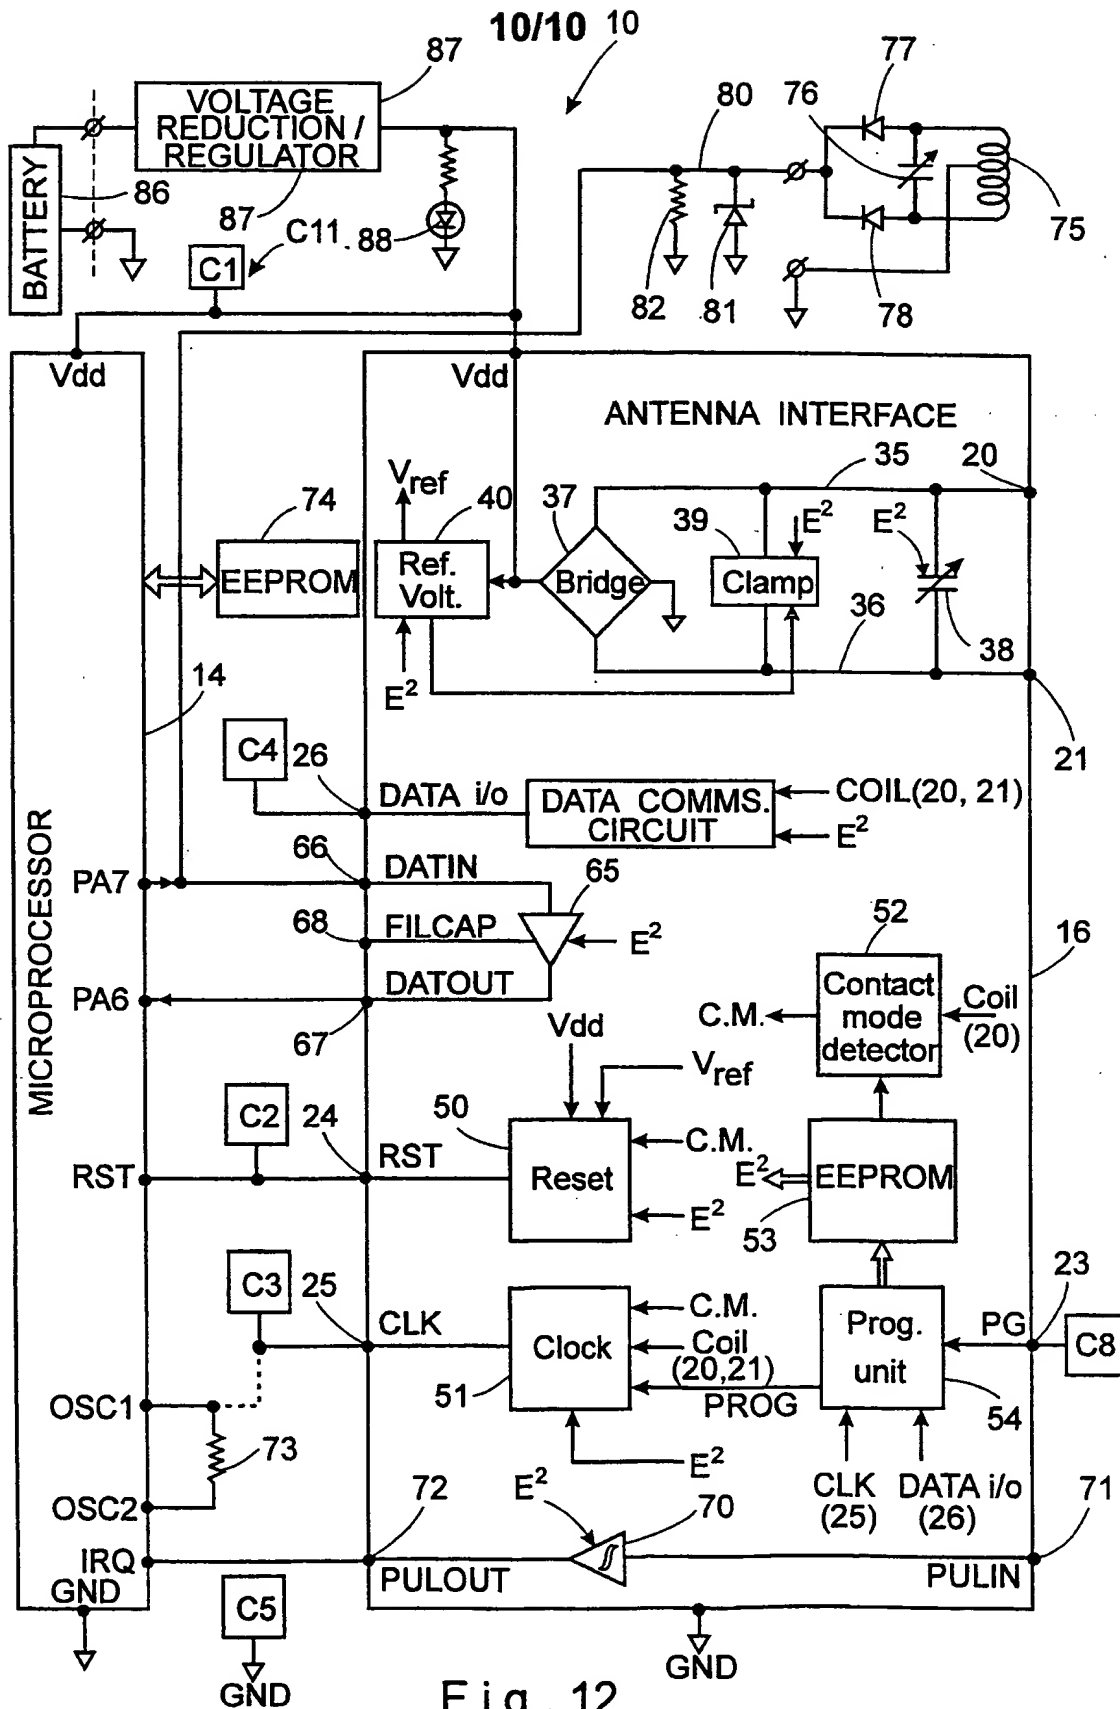 10/10
10
87
VOLTAGE
REDUCTION /
REGULATOR
BATTERY
86
87
C11
88
C1
80
76
77
75
82
81
78
Vdd
Vdd
ANTENNA INTERFACE
Vref
40
37
39
E²
35
20
E²
74
EEPROM
Ref.
Volt.
Bridge
Clamp
36
38
E²
14
21
C4
26
DATA i/o
DATA COMMS.
CIRCUIT
COIL(20, 21)
E²
MICROPROCESSOR
66
PA7
DATIN
65
68
FILCAP
E²
52
16
PA6
DATOUT
67
Contact
mode
detector
C.M.
Coil
(20)
Vdd
Vref
C2
24
50
RST
RST
Reset
C.M.
E²
E²
EEPROM
53
C3
25
CLK
Clock
51
C.M.
Coil
(20,21)
PROG
E²
Prog.
unit
54
PG
23
C8
OSC1
73
OSC2
CLK
(25)
DATA i/o
(26)
72
E²
70
71
IRQ
PULOUT
PULIN
GND
C5
GND
GND
Fig. 12